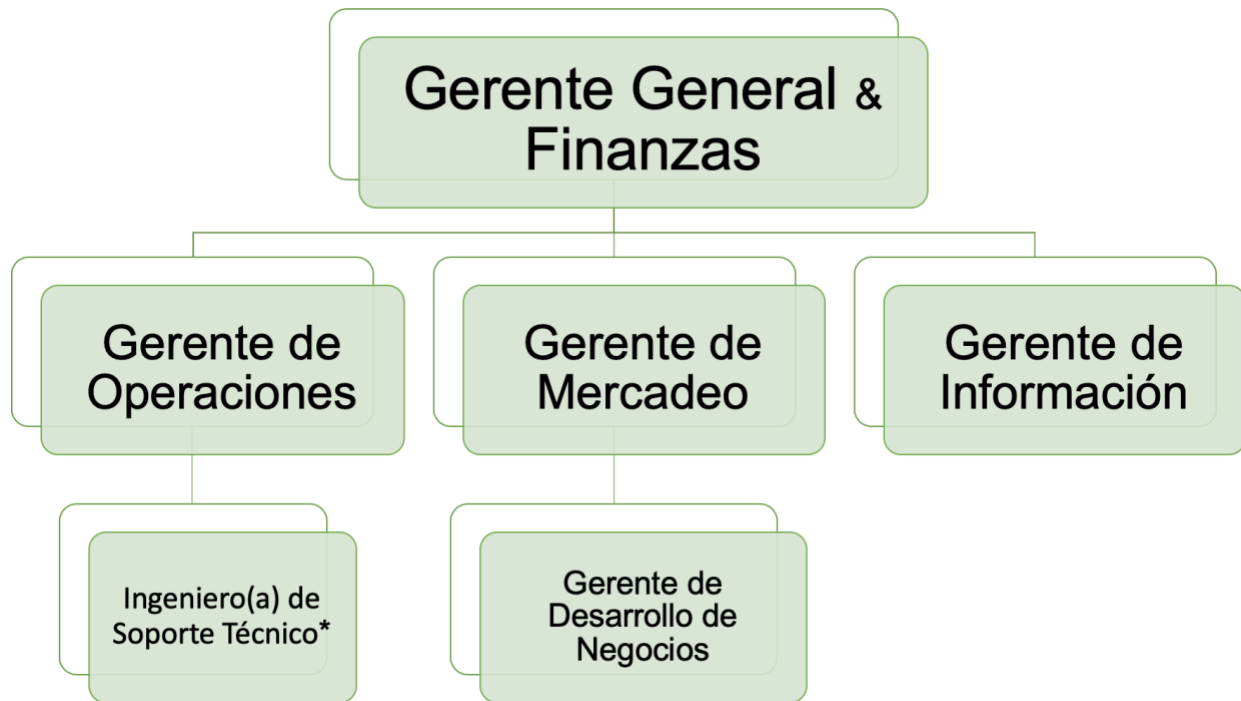 Gerente General &
Finanzas
Gerente de
Operaciones
Gerente de
Mercadeo
Gerente de
Información
Ingeniero(a) de
Soporte Técnico*
Gerente de
Desarrollo de
Negocios